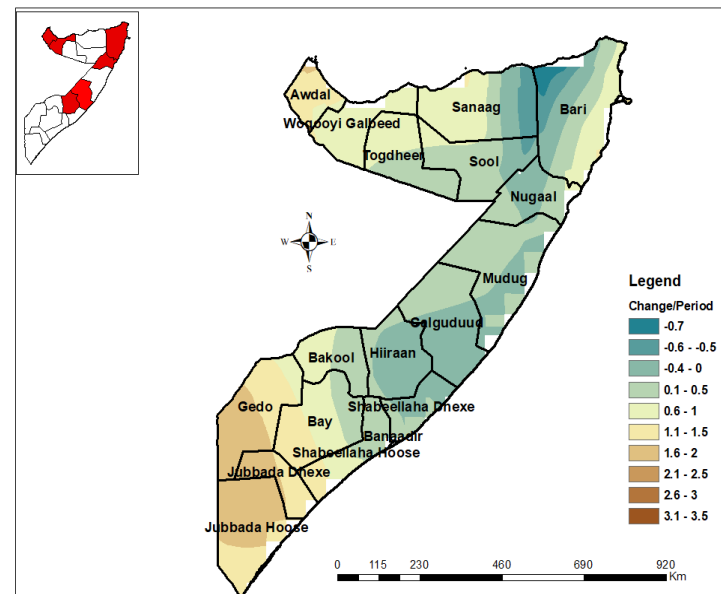 Awdal
Woqooyi Galbeed
Togdheer
Sanaag
Sool
Bari
Nugaal
N
W E
S
Mudug
Galguduud
Hiiraan
Bakool
Gedo
Bay
Shabeellaha Dhexe
Banaadir
Shabeellaha Hoose
Jubbada Dhexe
Jubbada Hoose
Legend
Change/Period
-0.7
-0.6 - -0.5
-0.4 - 0
0.1 - 0.5
0.6 - 1
1.1 - 1.5
1.6 - 2
2.1 - 2.5
2.6 - 3
3.1 - 3.5
0 115 230 460 690 920
Km